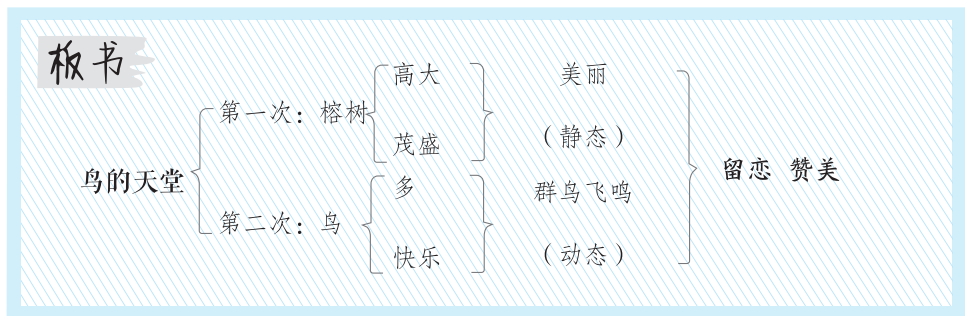 板书
高大 美丽
第一次：榕树
茂盛 （静态）
鸟的天堂 留恋 赞美
多 群鸟飞鸣
第二次：鸟
快乐 （动态）